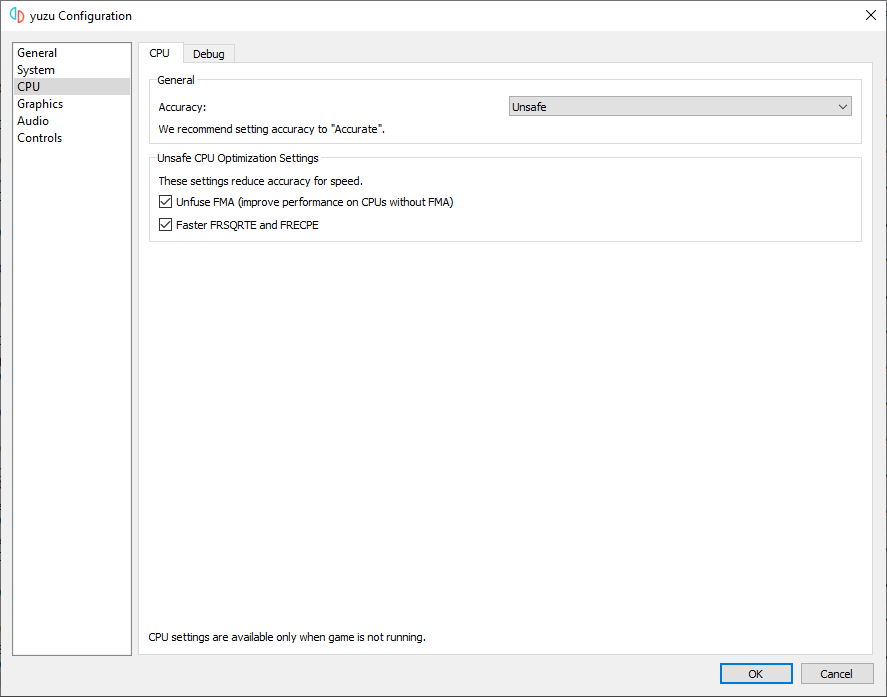 yuzu Configuration
General
System
CPU
Graphics
Audio
Controls
CPU
Debug
General
Accuracy:
Unsafe
We recommend setting accuracy to "Accurate".
Unsafe CPU Optimization Settings
These settings reduce accuracy for speed.
Unfuse FMA (improve performance on CPUs without FMA)
Faster FRSQRTE and FRECPE
CPU settings are available only when game is not running.
OK
Cancel